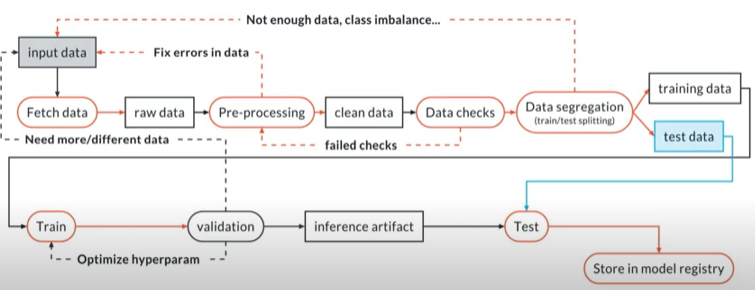 Not enough data, class imbalance...
input data
Fix errors in data
Fetch data
raw data
Pre-processing
clean data
Data checks
Data segregation
(train/test splitting)
training data
test data
Need more/different data
failed checks
Train
validation
inference artifact
Test
Optimize hyperparam
Store in model registry